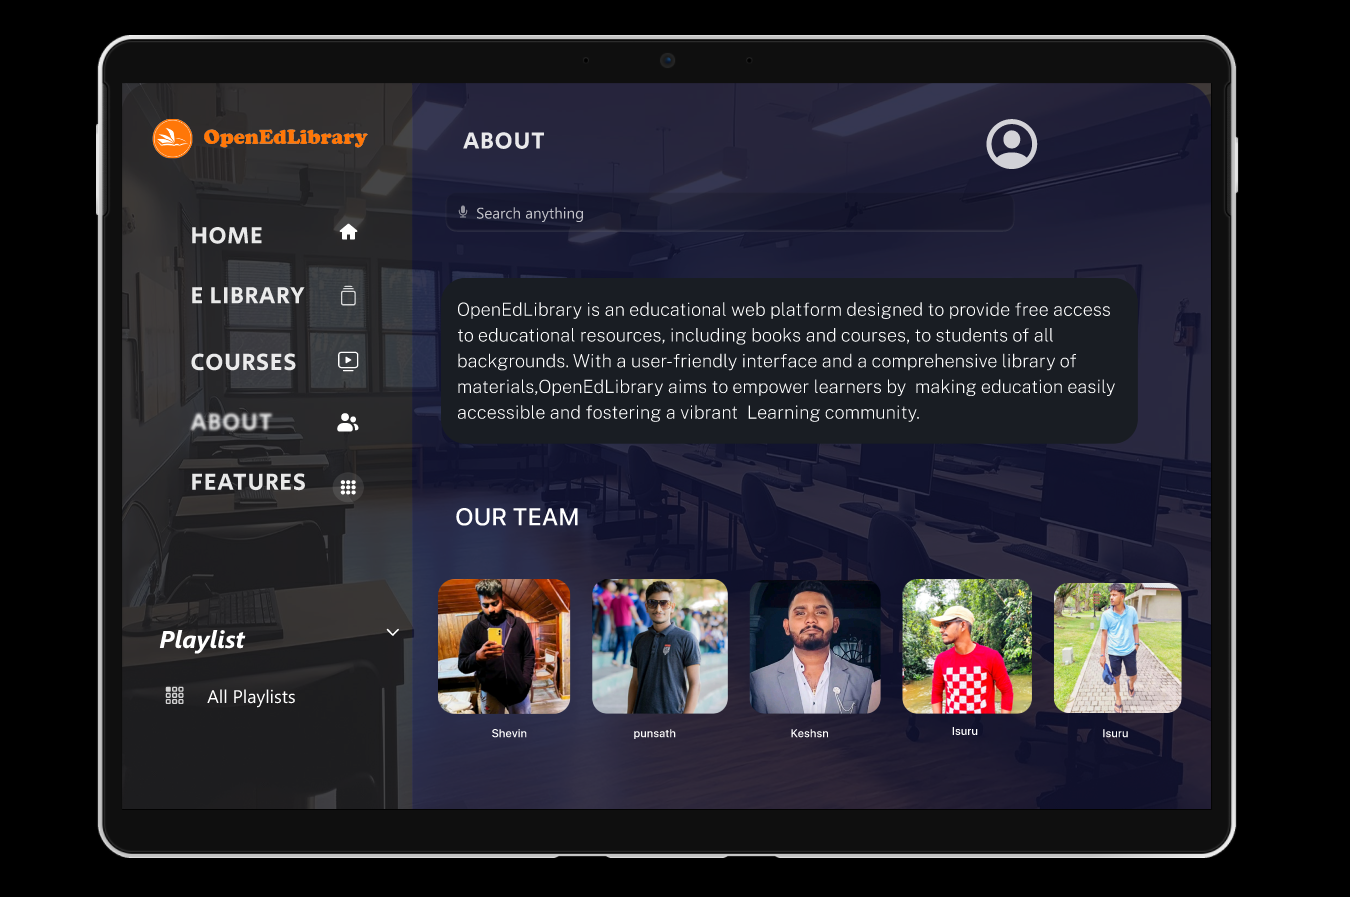 OpenEdLibrary
HOME
E LIBRARY
COURSES
ABOUT
FEATURES
Playlist
All Playlists
ABOUT
Search anything
OpenEdLibrary is an educational web platform designed to provide free access
to educational resources, including books and courses, to students of all
backgrounds. With a user-friendly interface and a comprehensive library of
materials,OpenEdLibrary aims to empower learners by  making education easily
accessible and fostering a vibrant  Learning community.
OUR TEAM
Shevin
punsath
Keshsn
Isuru
Isuru